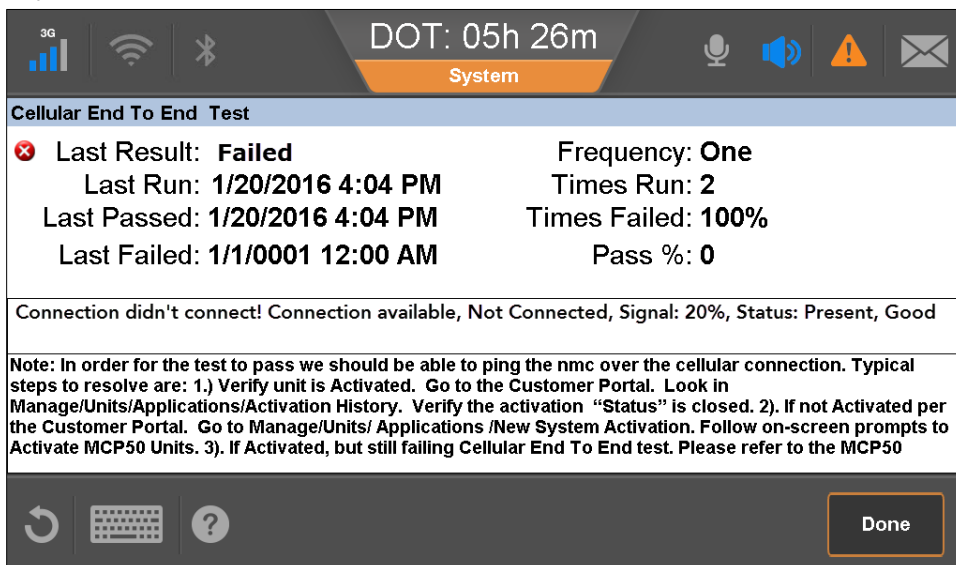 3G
DOT: 05h 26m
System
Cellular End To End Test
Last Result: Failed
Frequency: One
Last Run: 1/20/2016 4:04 PM
Times Run: 2
Last Passed: 1/20/2016 4:04 PM
Times Failed: 100%
Last Failed: 1/1/0001 12:00 AM
Pass %: 0
Connection didn't connect! Connection available, Not Connected, Signal: 20%, Status: Present, Good
Note: In order for the test to pass we should be able to ping the nmc over the cellular connection. Typical
steps to resolve are: 1.) Verify unit is Activated. Go to the Customer Portal. Look in
Manage/Units/Applications/Activation History. Verify the activation “Status” is closed. 2). If not Activated per
the Customer Portal. Go to Manage/Units/ Applications /New System Activation. Follow on-screen prompts to
Activate MCP50 Units. 3). If Activated, but still failing Cellular End To End test. Please refer to the MCP50
?
Done